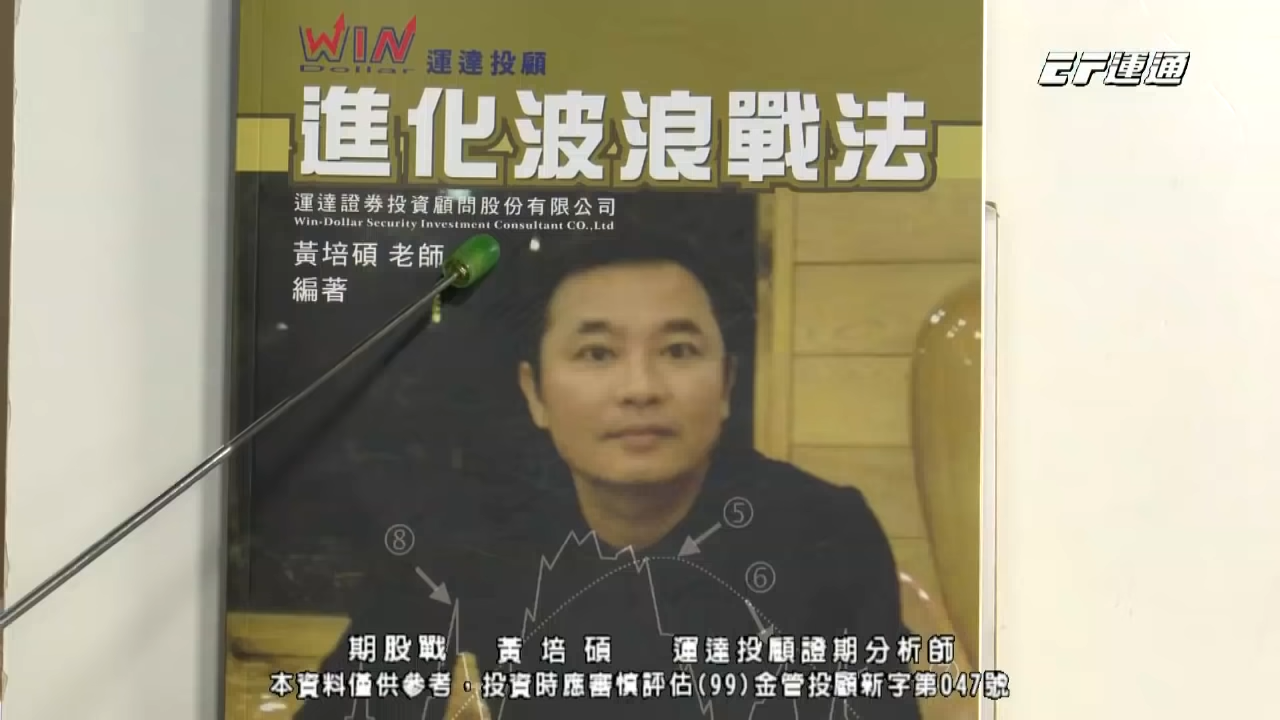 WIN
Dollar
運達投顧
運通
進化波浪戰法
運達證券投資顧問股份有限公司
Win-Dollar Security Investment Consultant CO.,Ltd
黃培碩 老師
編著
⑤
⑧
⑥
期股戰 黃培碩 運達投顧證期分析師
本資料僅供參考，投資時應審慎評估(99)金管投顧新字第047號